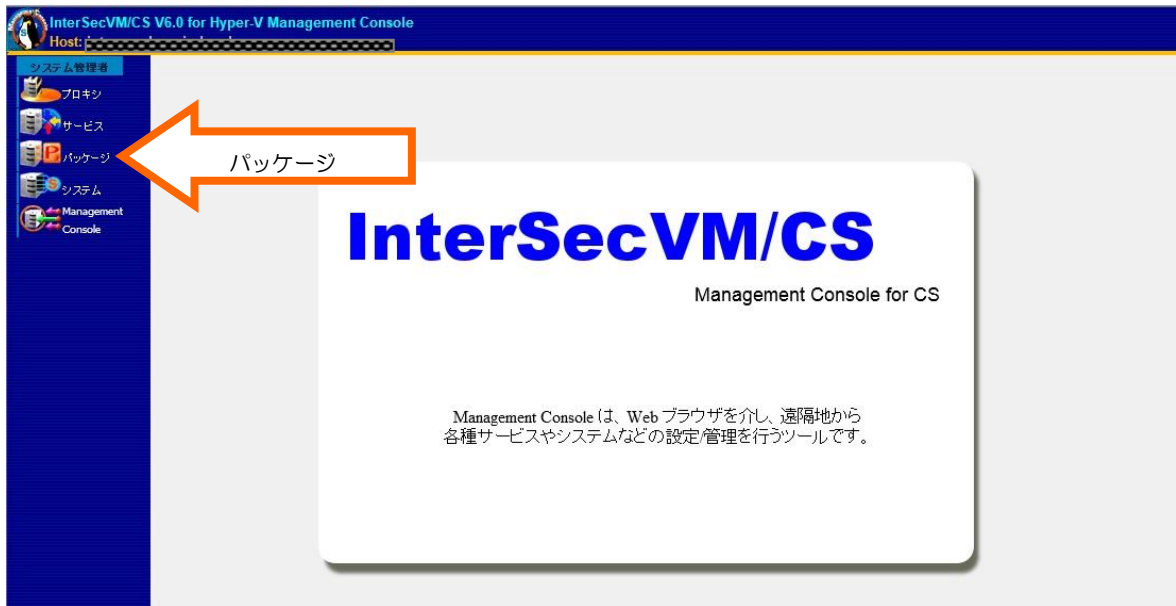 InterSecVM/CS V6.0 for Hyper-V Management Console
Host:
システム管理者
プロキシ
サービス
パッケージ
システム
Management
Console
パッケージ
InterSecVM/CS
Management Console for CS
Management Console は、Web ブラウザを介し、遠隔地から
各種サービスやシステムなどの設定/管理を行うツールです。